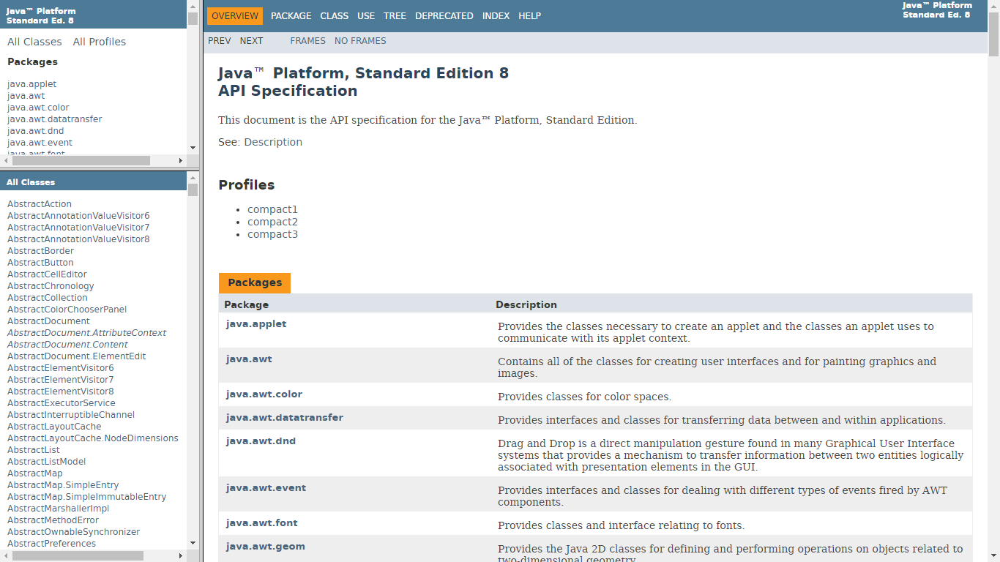 Java™ Platform
Standard Ed. 8
All Classes All Profiles
Packages
java.applet
java.awt
java.awt.color
java.awt.datatransfer
java.awt.dnd
java.awt.event
java.awt.font
All Classes
AbstractAction
AbstractAnnotationValueVisitor6
AbstractAnnotationValueVisitor7
AbstractAnnotationValueVisitor8
AbstractBorder
AbstractButton
AbstractCellEditor
AbstractChronology
AbstractCollection
AbstractColorChooserPanel
AbstractDocument
AbstractDocument.AttributeContext
AbstractDocument.Content
AbstractDocument.ElementEdit
AbstractElementVisitor6
AbstractElementVisitor7
AbstractElementVisitor8
AbstractExecutorService
AbstractInterruptibleChannel
AbstractLayoutCache
AbstractLayoutCache.NodeDimensions
AbstractList
AbstractListModel
AbstractMap
AbstractMap.SimpleEntry
AbstractMap.SimpleImmutableEntry
AbstractMarshallerImpl
AbstractMethodError
AbstractOwnableSynchronizer
AbstractPreferences
OVERVIEW PACKAGE CLASS USE TREE DEPRECATED INDEX HELP
Java™ Platform
Standard Ed. 8
PREV NEXT FRAMES NO FRAMES
Java™ Platform, Standard Edition 8
API Specification
This document is the API specification for the Java™ Platform, Standard Edition.
See: Description
Profiles
• compact1
• compact2
• compact3
Packages
Package Description
java.applet Provides the classes necessary to create an applet and the classes an applet uses to
communicate with its applet context.
java.awt Contains all of the classes for creating user interfaces and for painting graphics and
images.
java.awt.color Provides classes for color spaces.
java.awt.datatransfer Provides interfaces and classes for transferring data between and within applications.
java.awt.dnd Drag and Drop is a direct manipulation gesture found in many Graphical User Interface
systems that provides a mechanism to transfer information between two entities logically
associated with presentation elements in the GUI.
java.awt.event Provides interfaces and classes for dealing with different types of events fired by AWT
components.
java.awt.font Provides classes and interface relating to fonts.
java.awt.geom Provides the Java 2D classes for defining and performing operations on objects related to
two-dimensional geometry.